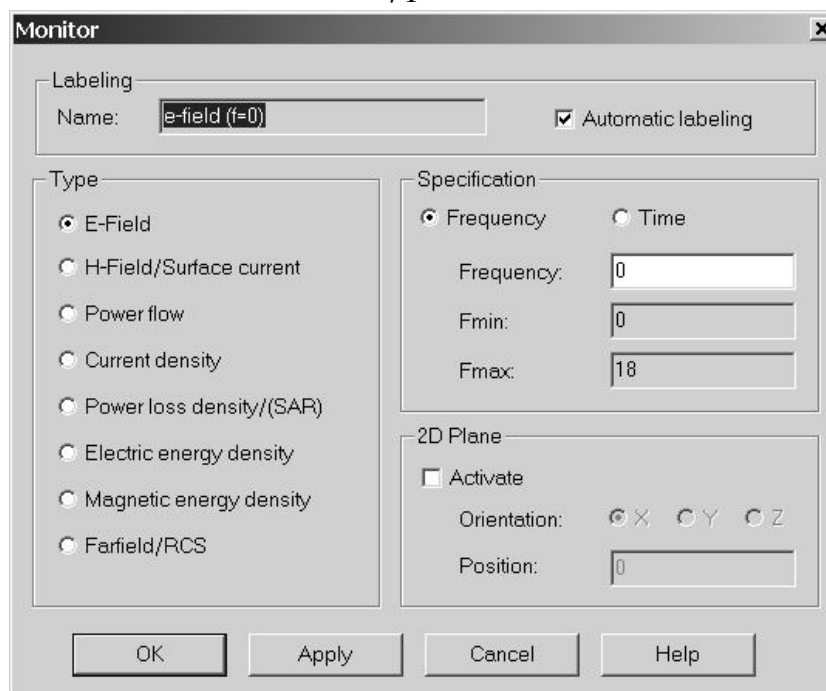 Monitor
Labeling
Name: e-field (f=0) Automatic labeling
Type
E-Field
H-Field/Surface current
Power flow
Current density
Power loss density/(SAR)
Electric energy density
Magnetic energy density
Farfield/RCS
Specification
Frequency Time
Frequency: 0
Fmin: 0
Fmax: 18
2D Plane
Activate
Orientation: X Y Z
Position: 0
OK Apply Cancel Help